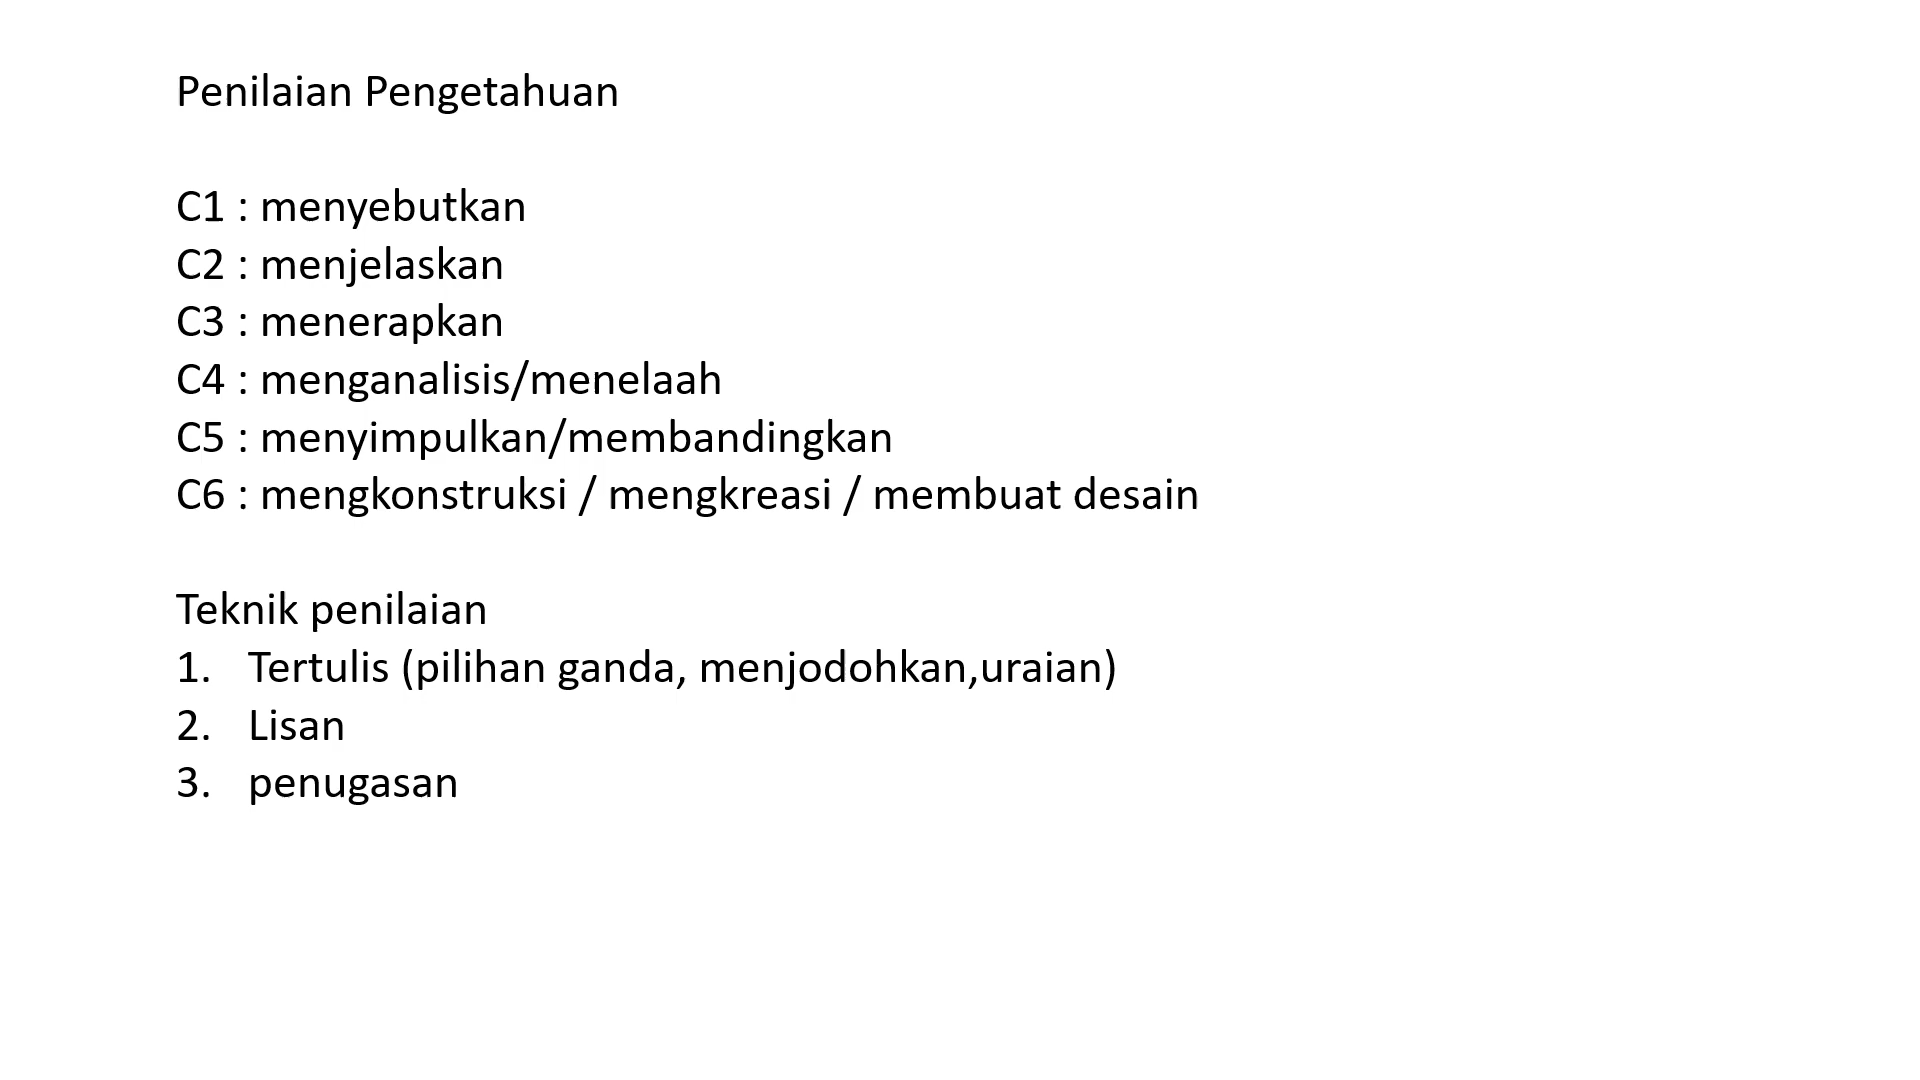 Penilaian Pengetahuan
C1 : menyebutkan
C2 : menjelaskan
C3 : menerapkan
C4 : menganalisis/menelaah
C5 : menyimpulkan/membandingkan
C6 : mengkonstruksi / mengkreasi / membuat desain
Teknik penilaian
1. Tertulis (pilihan ganda, menjodohkan,uraian)
2. Lisan
3. penugasan